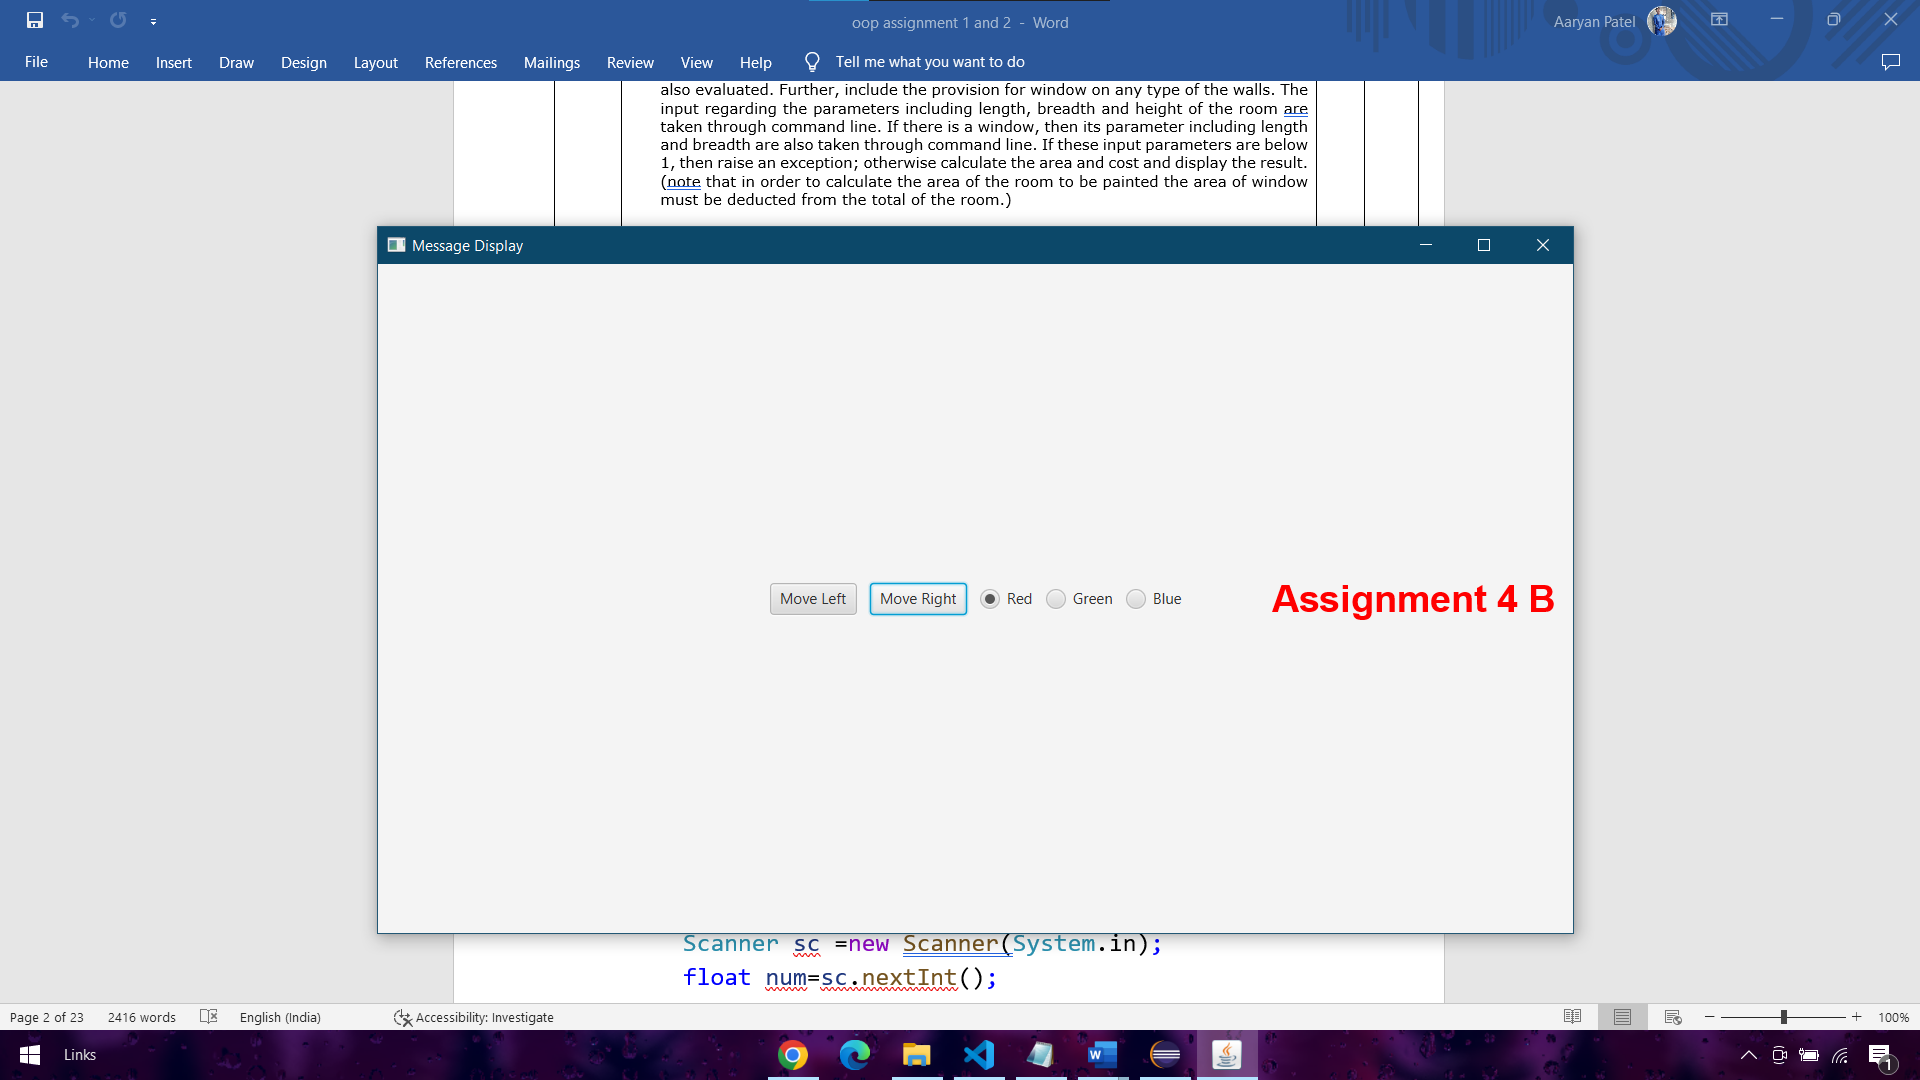 oop assignment 1 and 2 - Word
Aaryan Patel
File Home Insert Draw Design Layout References Mailings Review View Help Tell me what you want to do
also evaluated. Further, include the provision for window on any type of the walls. The
input regarding the parameters including length, breadth and height of the room are
taken through command line. If there is a window, then its parameter including length
and breadth are also taken through command line. If these input parameters are below
1, then raise an exception; otherwise calculate the area and cost and display the result.
(note that in order to calculate the area of the room to be painted the area of window
must be deducted from the total of the room.)
Message Display
Move Left Move Right Red Green Blue Assignment 4 B
Scanner sc =new Scanner(System.in);
float num=sc.nextInt();
Page 2 of 23 2416 words English (India) Accessibility: Investigate 100%
Links
1